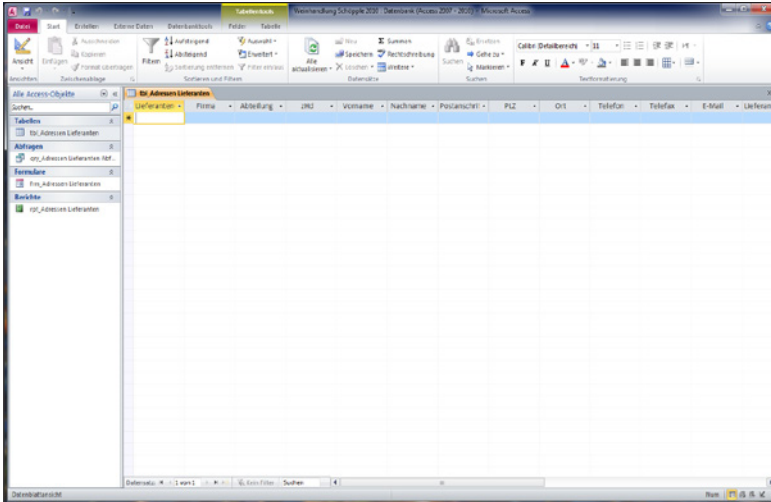 Tabellentools
Weinhandlung Schöpple 2010 : Datenbank (Access 2007 - 2010) - Microsoft Access
Datei Start Erstellen Externe Daten Datenbanktools Felder Tabelle
Ansicht
Einfügen
Ausschneiden
Kopieren
Format übertragen
Filtern
Aufsteigend
Absteigend
Sortierung entfernen
Auswahl
Erweitert
Filter ein/aus
Alle aktualisieren
Neu
Speichern
Löschen
Summen
Rechtschreibung
Weitere
Suchen
Ersetzen
Gehe zu
Markieren
Calibri (Detailbereich) 11
F K U
Ansichten Zwischenablage Sortieren und Filtern Datensätze Suchen Textformatierung
Alle Access-Objekte
Suchen...
Tabellen
tbl_Adressen Lieferanten
Abfragen
qry_Adressen Lieferanten Abf...
Formulare
frm_Adressen Lieferanten
Berichte
rpt_Adressen Lieferanten
tbl_Adressen Lieferanten
Lieferanten Firma Abteilung Vorname Nachname Postanschri PLZ Ort Telefon Telefax E-Mail Lieferan
Datensatz: 1 von 1 Kein Filter Suchen
Datenblattansicht
Num